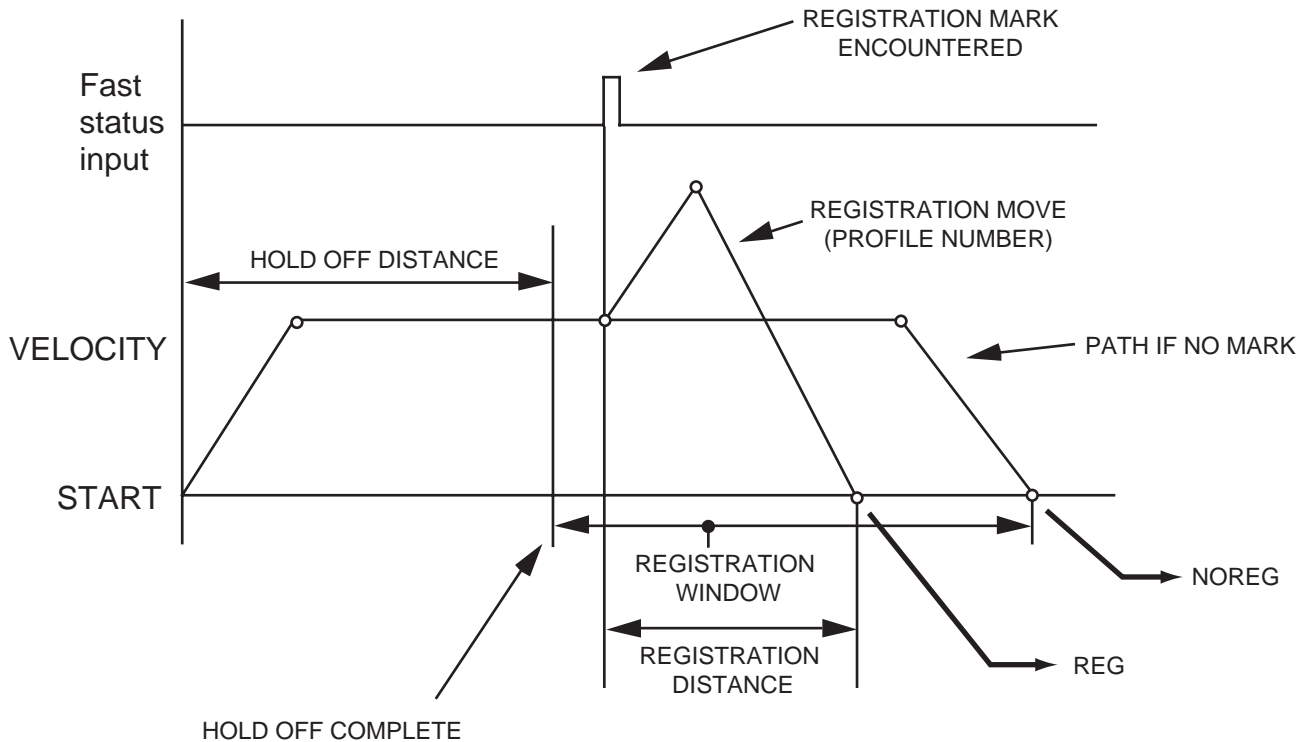 REGISTRATION MARK
ENCOUNTERED
Fast
status
input
REGISTRATION MOVE
(PROFILE NUMBER)
HOLD OFF DISTANCE
VELOCITY
PATH IF NO MARK
START
REGISTRATION
WINDOW
NOREG
REGISTRATION
DISTANCE
REG
HOLD OFF COMPLETE